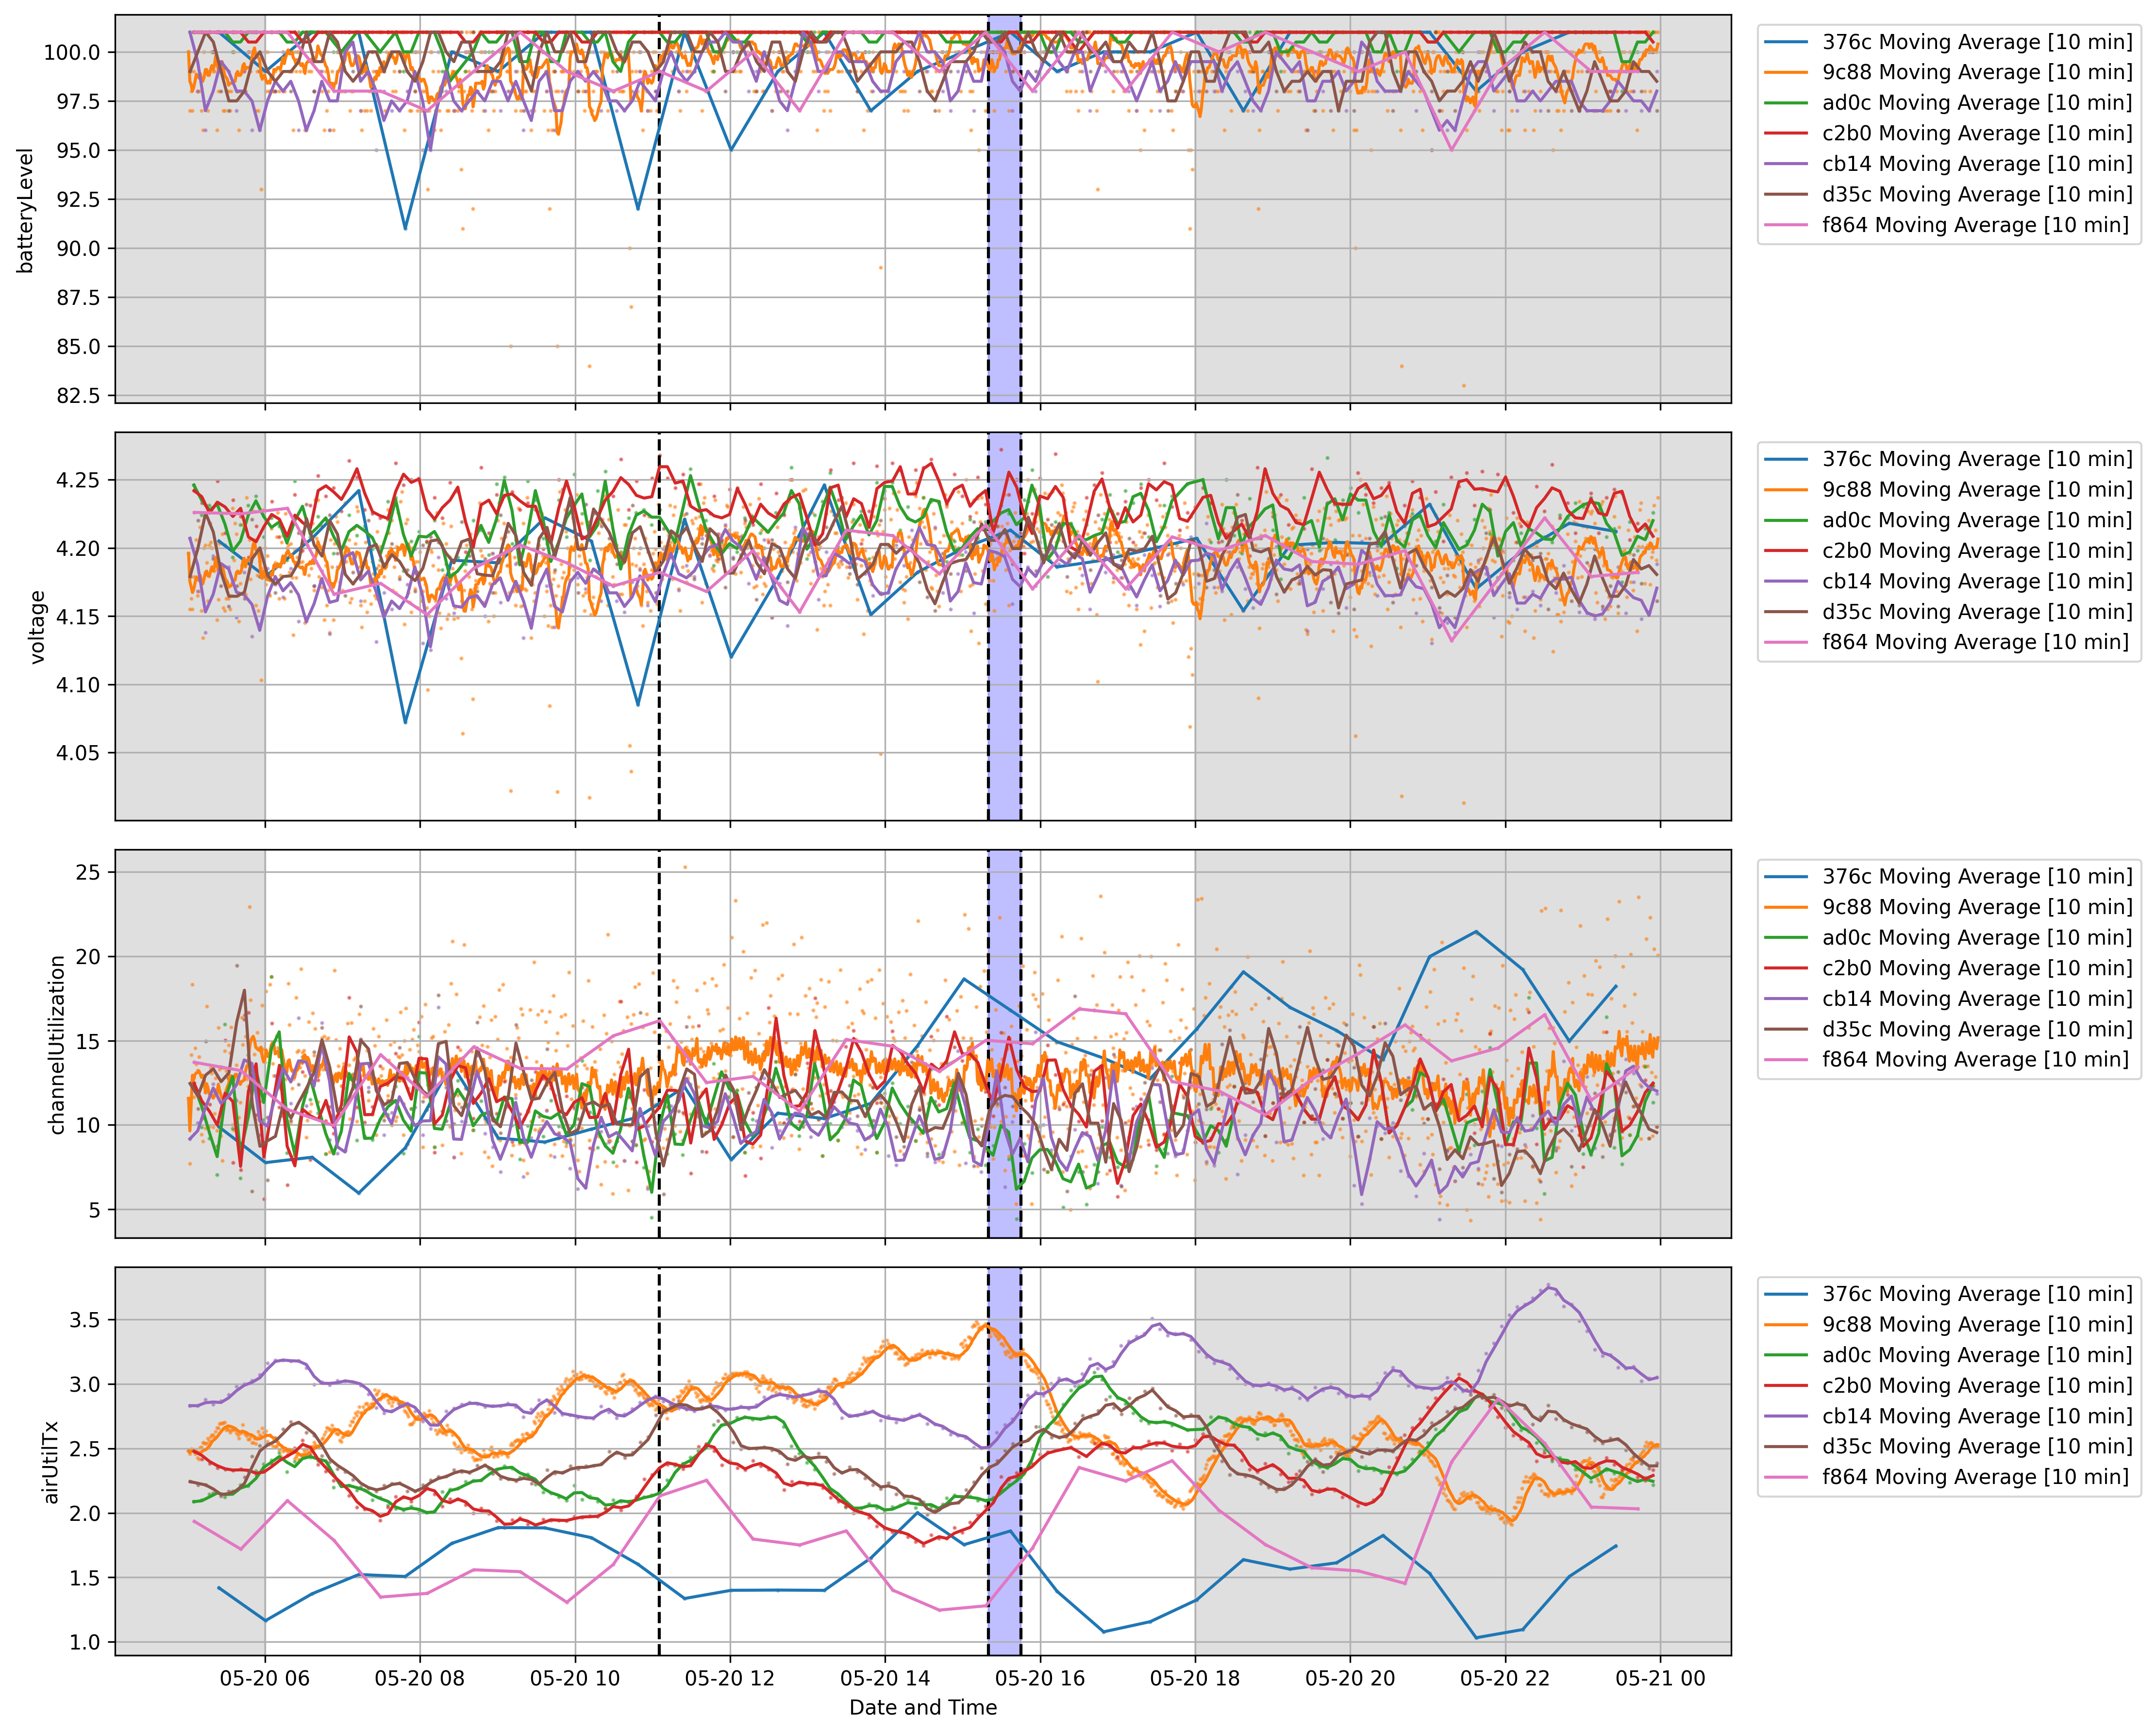 100.0
97.5
95.0
92.5
90.0
87.5
85.0
82.5
batteryLevel
376c Moving Average [10 min]
9c88 Moving Average [10 min]
ad0c Moving Average [10 min]
c2b0 Moving Average [10 min]
cb14 Moving Average [10 min]
d35c Moving Average [10 min]
f864 Moving Average [10 min]
4.25
4.20
4.15
4.10
4.05
voltage
376c Moving Average [10 min]
9c88 Moving Average [10 min]
ad0c Moving Average [10 min]
c2b0 Moving Average [10 min]
cb14 Moving Average [10 min]
d35c Moving Average [10 min]
f864 Moving Average [10 min]
25
20
15
10
5
channelUtilization
376c Moving Average [10 min]
9c88 Moving Average [10 min]
ad0c Moving Average [10 min]
c2b0 Moving Average [10 min]
cb14 Moving Average [10 min]
d35c Moving Average [10 min]
f864 Moving Average [10 min]
3.5
3.0
2.5
2.0
1.5
1.0
airUtilTx
376c Moving Average [10 min]
9c88 Moving Average [10 min]
ad0c Moving Average [10 min]
c2b0 Moving Average [10 min]
cb14 Moving Average [10 min]
d35c Moving Average [10 min]
f864 Moving Average [10 min]
05-20 06 05-20 08 05-20 10 05-20 12 05-20 14 05-20 16 05-20 18 05-20 20 05-20 22 05-21 00
Date and Time